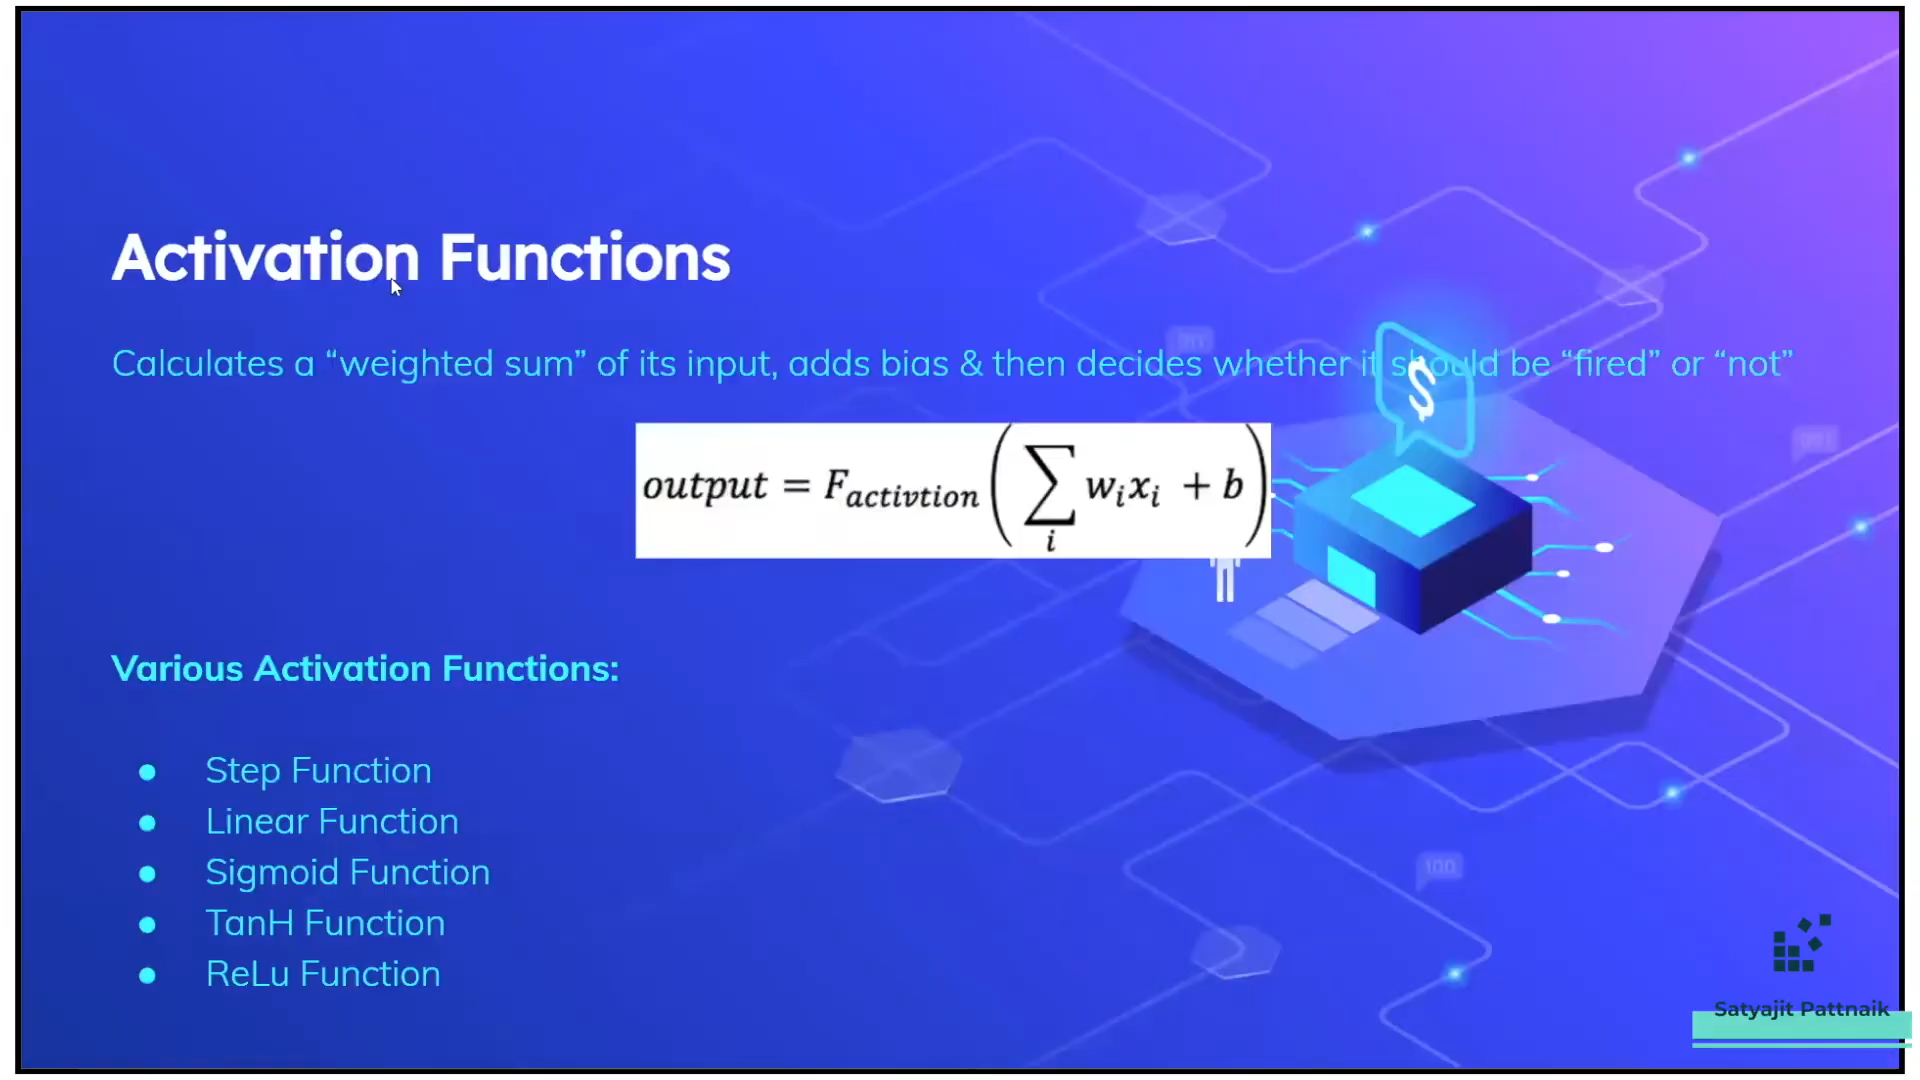 Activation Functions
Calculates a “weighted sum” of its input, adds bias & then decides whether it should be “fired” or “not”
output = F_activtion ( ∑_i w_i x_i + b )
Various Activation Functions:
● Step Function
● Linear Function
● Sigmoid Function
● TanH Function
● ReLu Function
100
Satyajit Pattnaik